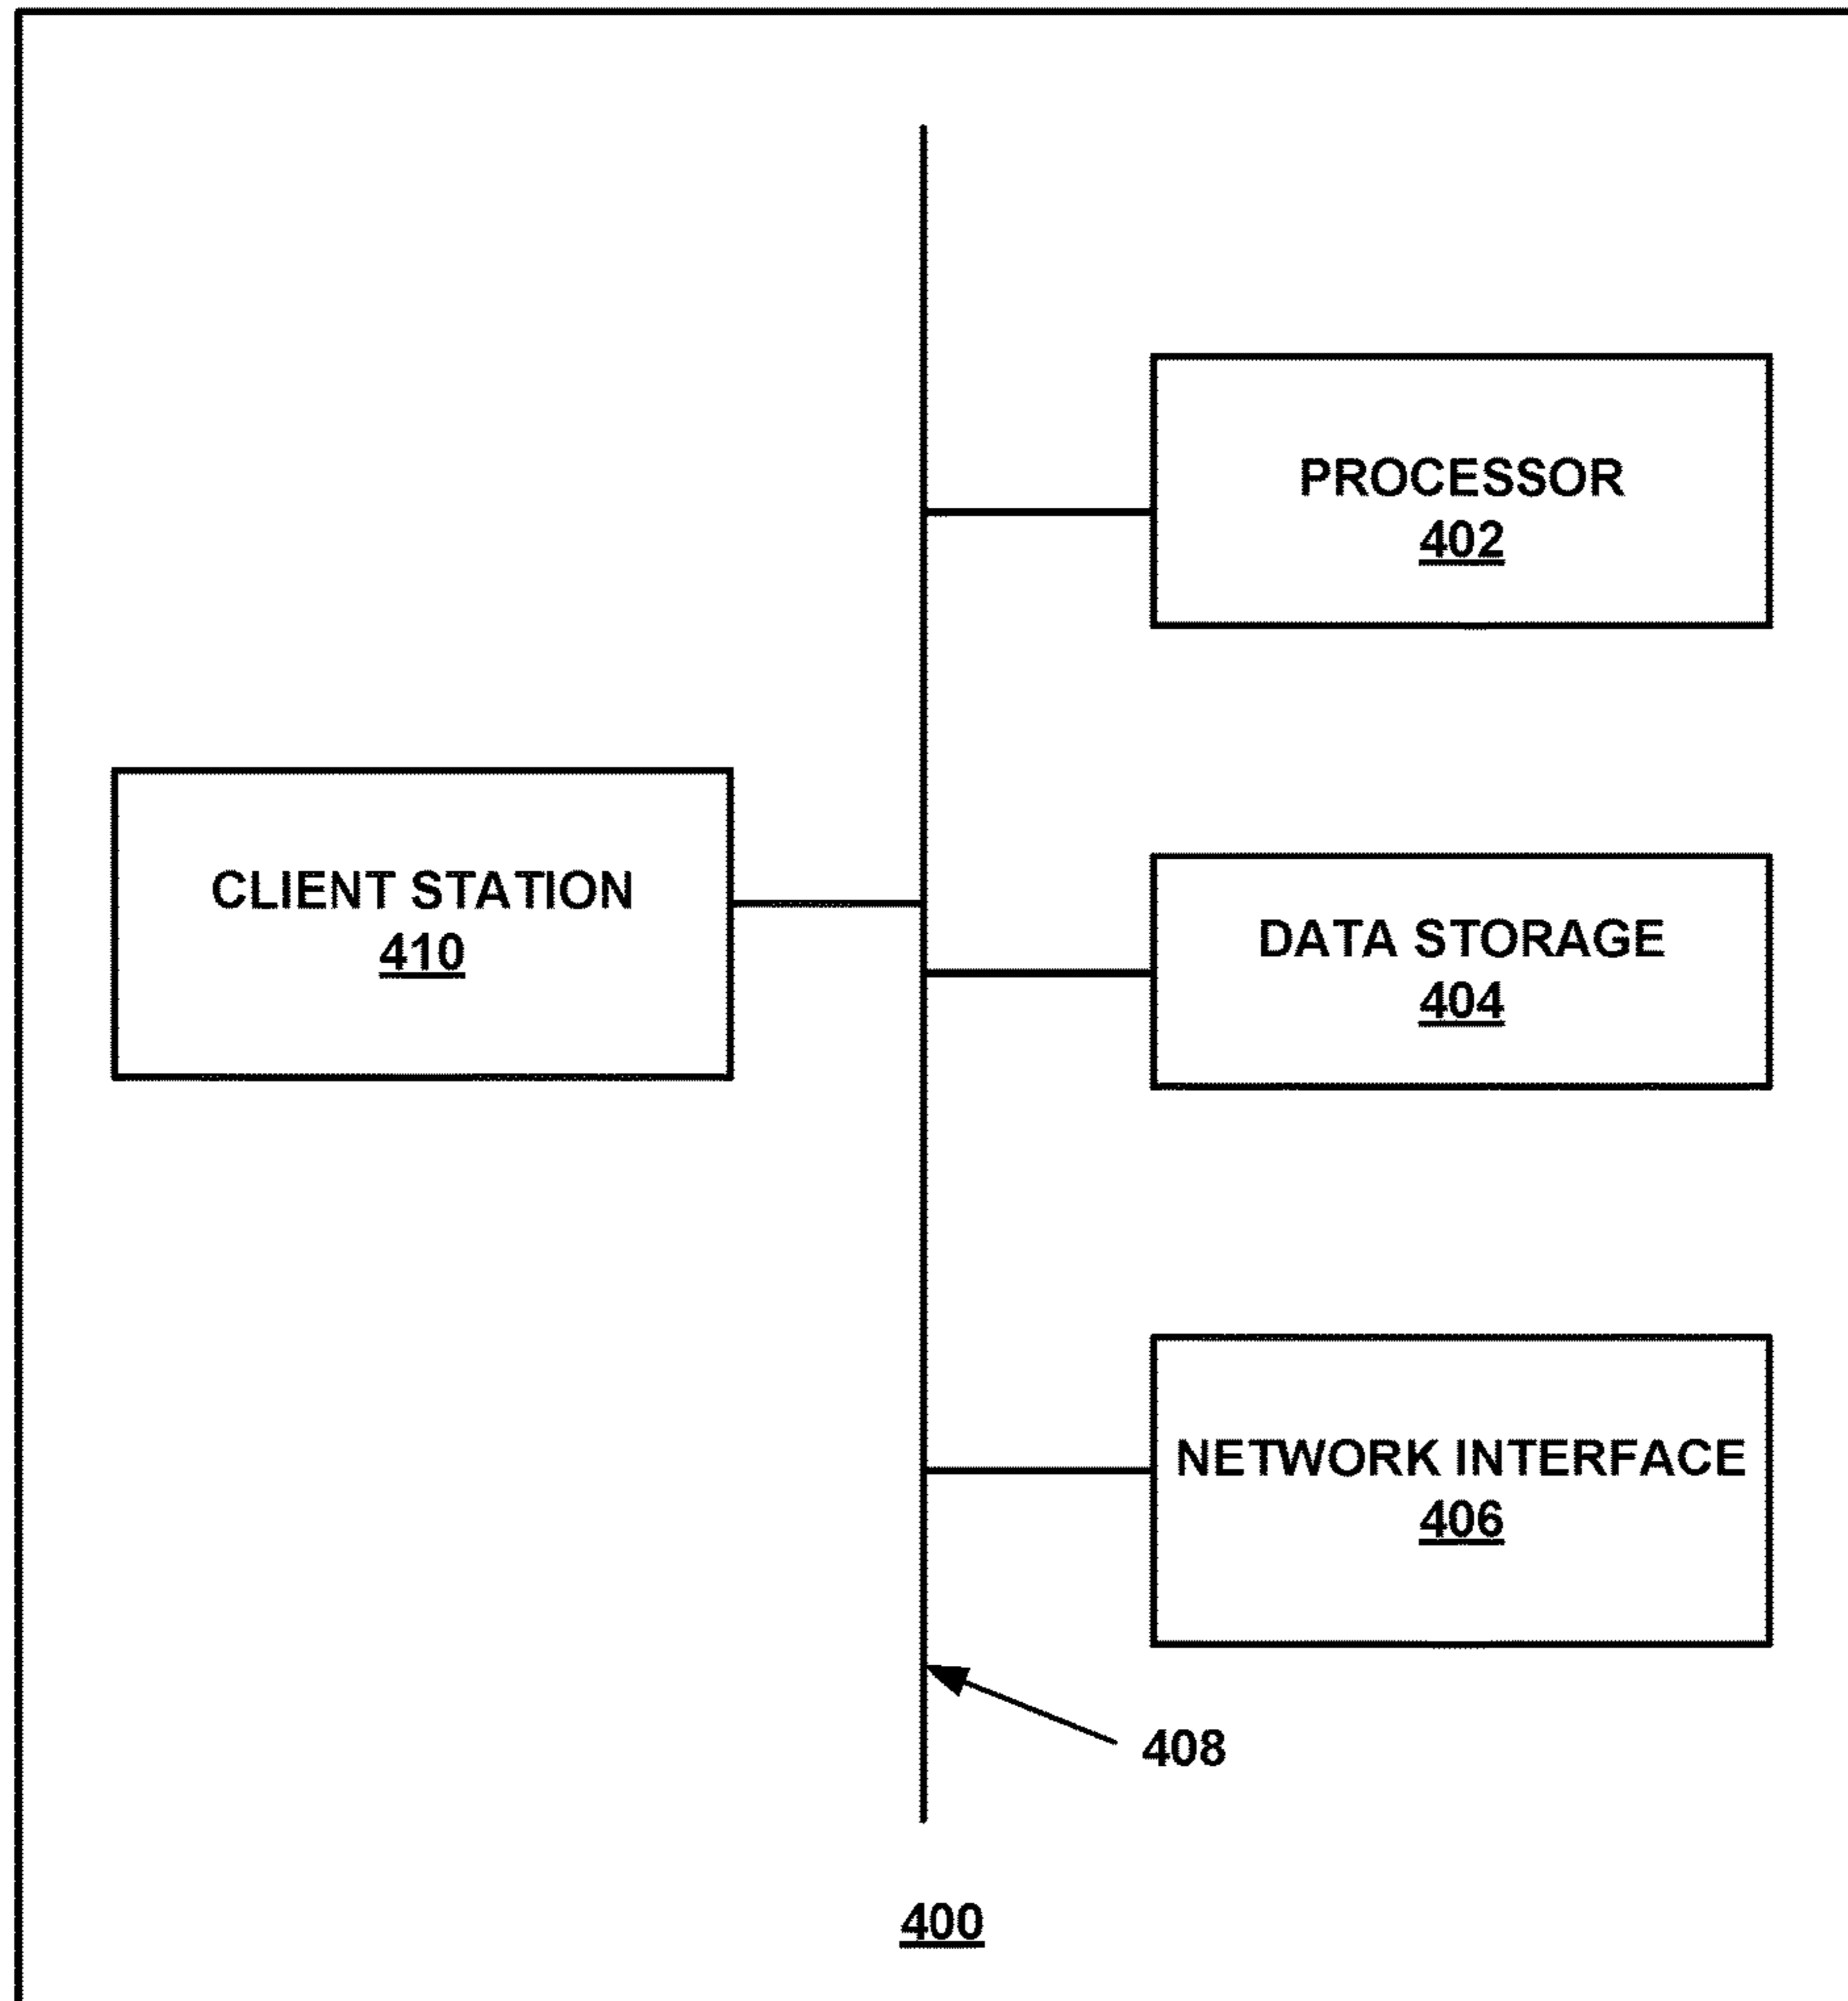 PROCESSOR
402
CLIENT STATION
410
DATA STORAGE
404
NETWORK INTERFACE
406
408
400